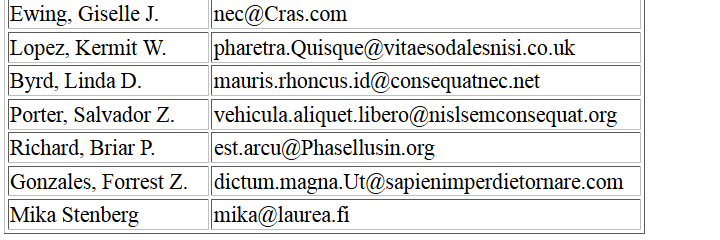 Ewing, Giselle J. nec@Cras.com
Lopez, Kermit W. pharetra.Quisque@vitaesodalesnisi.co.uk
Byrd, Linda D. mauris.rhoncus.id@consequatnec.net
Porter, Salvador Z. vehicula.aliquet.libero@nislsemconsequat.org
Richard, Briar P. est.arcu@Phasellusin.org
Gonzales, Forrest Z. dictum.magna.Ut@sapienimperdietornare.com
Mika Stenberg mika@laurea.fi